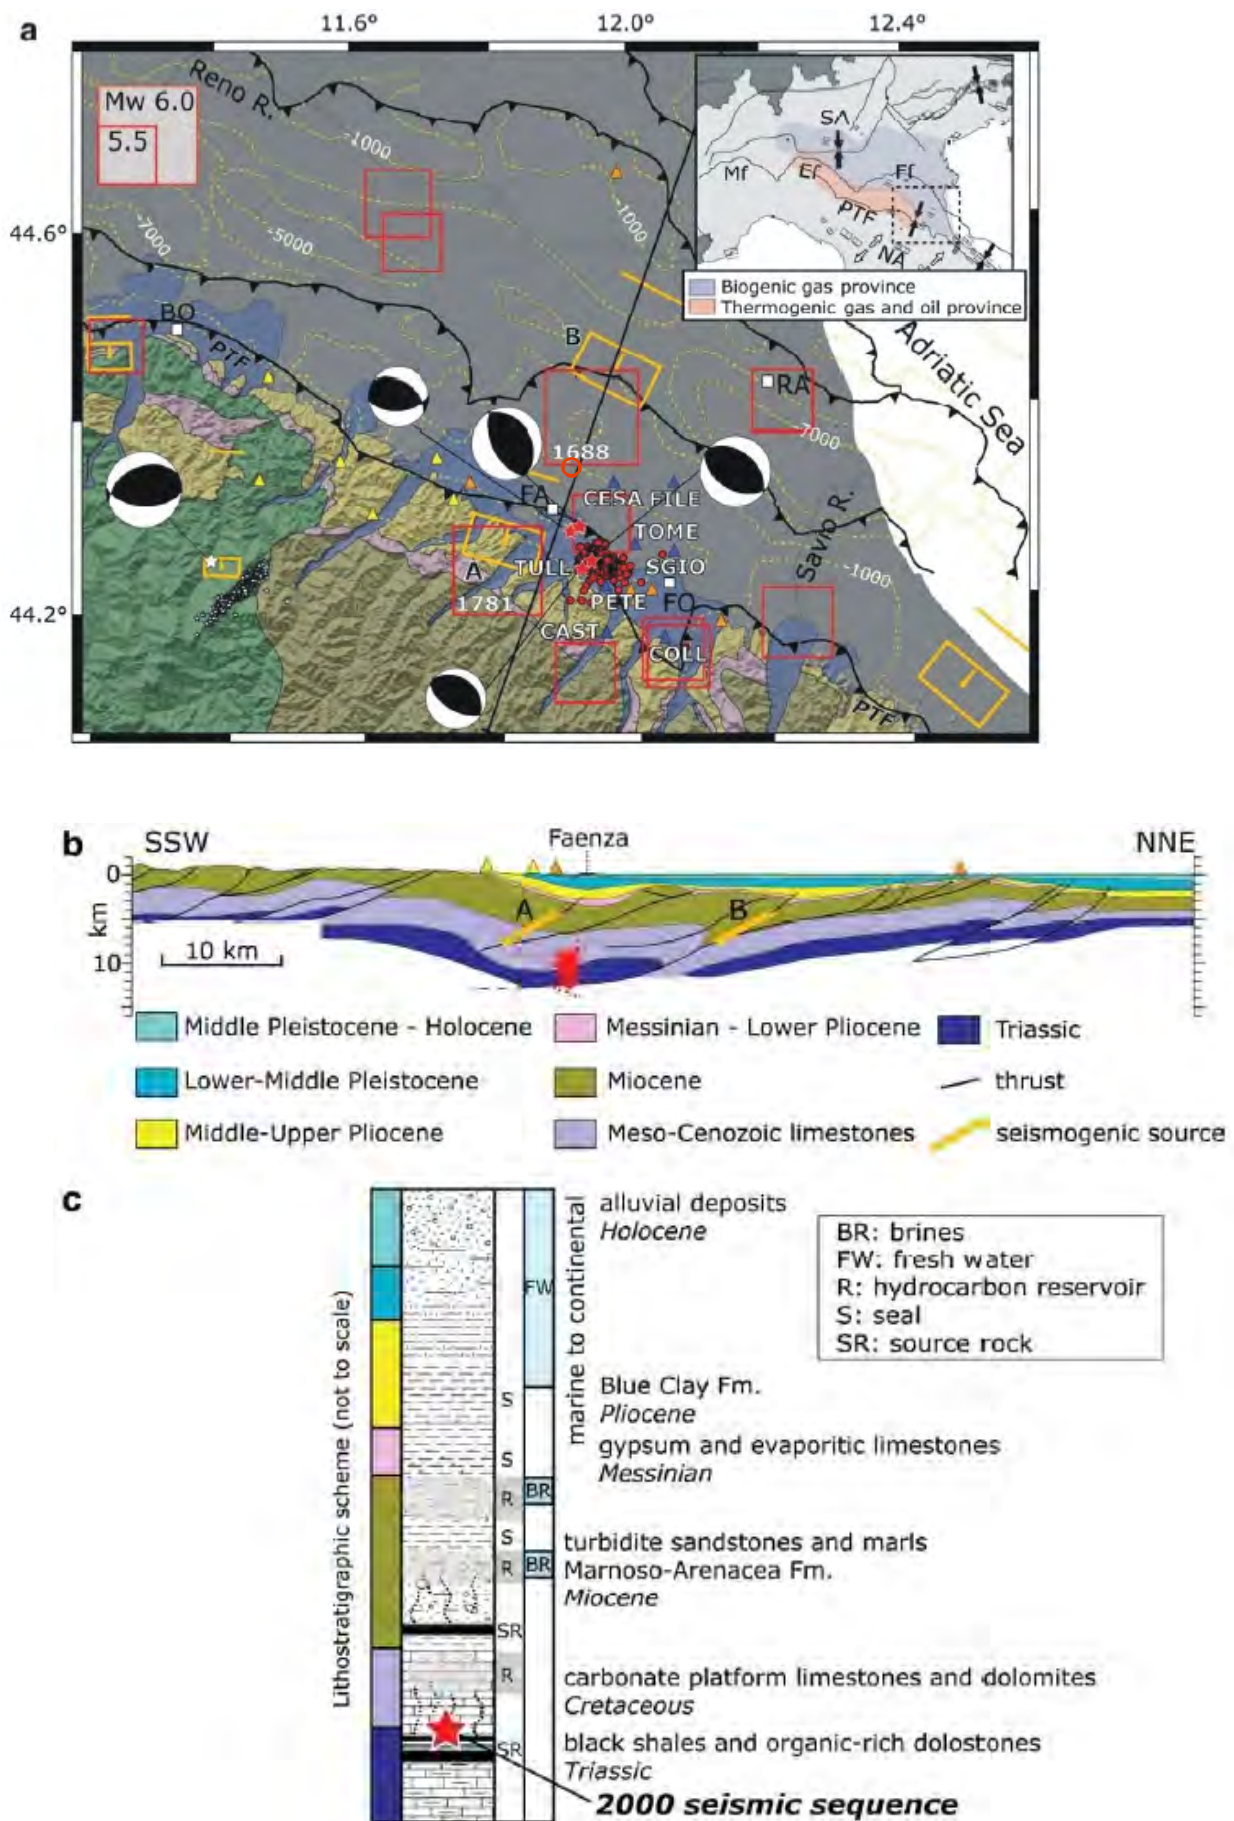 a
11.6°
12.0°
12.4°
44.6°
44.2°
Mw 6.0
5.5
Reno R.
-1000
-7000
-5000
-1000
SA
Mf
Ef
Ff
PTF
NA
Biogenic gas province
Thermogenic gas and oil province
Adriatic Sea
BO
PTF
B
RA
-7000
1688
FA
CESA
FILE
TOME
TULL
SGIO
Savio R.
-1000
A
1781
PETE
FO
CAST
COLL
PTF
b
SSW
Faenza
NNE
0
km
10
A
B
10 km
Middle Pleistocene - Holocene
Messinian - Lower Pliocene
Triassic
Lower-Middle Pleistocene
Miocene
thrust
Middle-Upper Pliocene
Meso-Cenozoic limestones
seismogenic source
c
Lithostratigraphic scheme (not to scale)
marine to continental
FW
S
S
R
BR
S
R
BR
SR
R
SR
alluvial deposits
Holocene
Blue Clay Fm.
Pliocene
gypsum and evaporitic limestones
Messinian
turbidite sandstones and marls
Marnoso-Arenacea Fm.
Miocene
carbonate platform limestones and dolomites
Cretaceous
black shales and organic-rich dolostones
Triassic
2000 seismic sequence
BR: brines
FW: fresh water
R: hydrocarbon reservoir
S: seal
SR: source rock